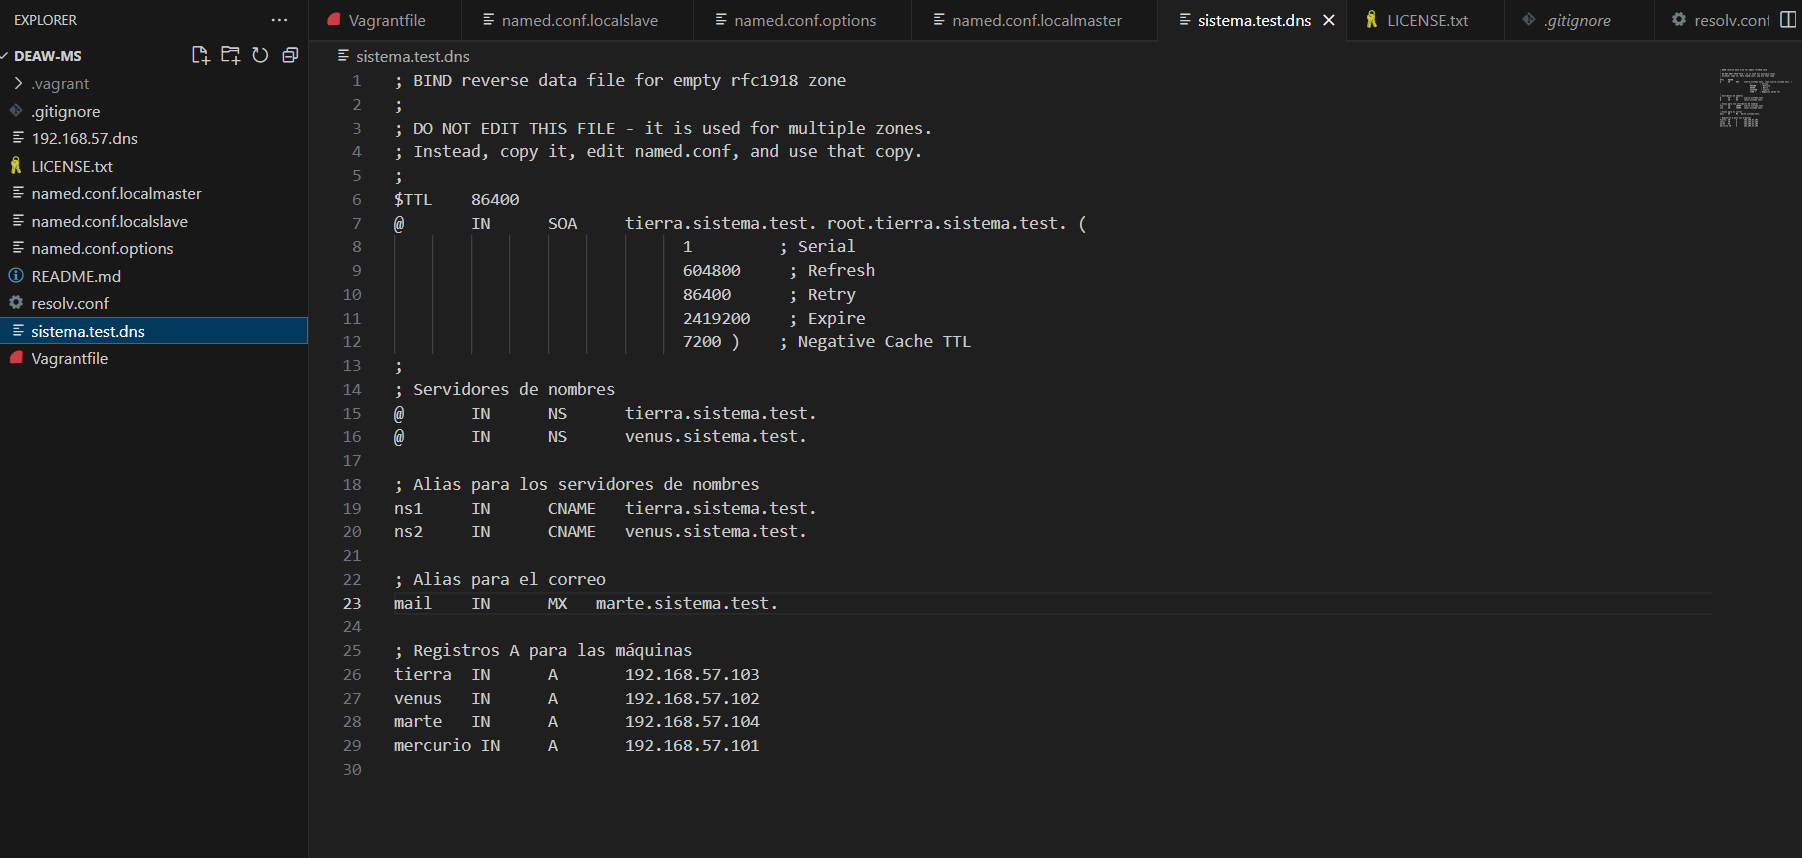 EXPLORER
DEAW-MS
.vagrant
.gitignore
192.168.57.dns
LICENSE.txt
named.conf.localmaster
named.conf.localslave
named.conf.options
README.md
resolv.conf
sistema.test.dns
Vagrantfile
Vagrantfile named.conf.localslave named.conf.options named.conf.localmaster sistema.test.dns LICENSE.txt .gitignore resolv.conf
sistema.test.dns
1 ; BIND reverse data file for empty rfc1918 zone
2 ;
3 ; DO NOT EDIT THIS FILE - it is used for multiple zones.
4 ; Instead, copy it, edit named.conf, and use that copy.
5 ;
6 $TTL 86400
7 @ IN SOA tierra.sistema.test. root.tierra.sistema.test. (
8 1 ; Serial
9 604800 ; Refresh
10 86400 ; Retry
11 2419200 ; Expire
12 7200 ) ; Negative Cache TTL
13 ;
14 ; Servidores de nombres
15 @ IN NS tierra.sistema.test.
16 @ IN NS venus.sistema.test.
17
18 ; Alias para los servidores de nombres
19 ns1 IN CNAME tierra.sistema.test.
20 ns2 IN CNAME venus.sistema.test.
21
22 ; Alias para el correo
23 mail IN MX marte.sistema.test.
24
25 ; Registros A para las máquinas
26 tierra IN A 192.168.57.103
27 venus IN A 192.168.57.102
28 marte IN A 192.168.57.104
29 mercurio IN A 192.168.57.101
30